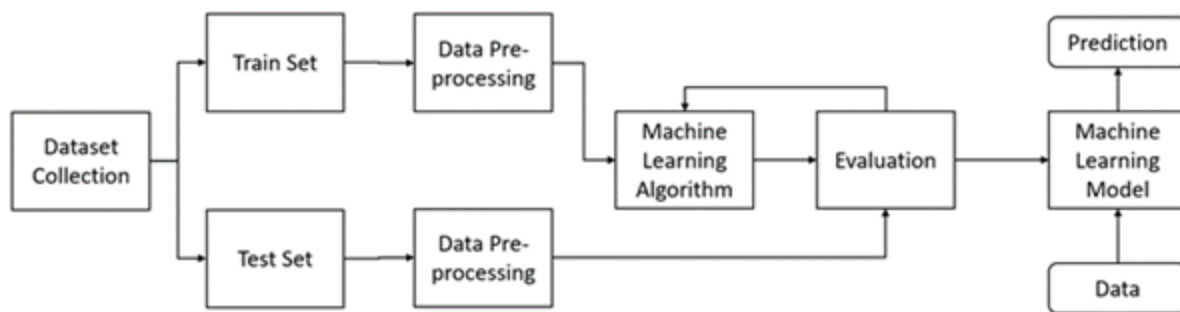 Dataset
Collection
Train Set
Data Pre-
processing
Test Set
Data Pre-
processing
Machine
Learning
Algorithm
Evaluation
Prediction
Machine
Learning
Model
Data